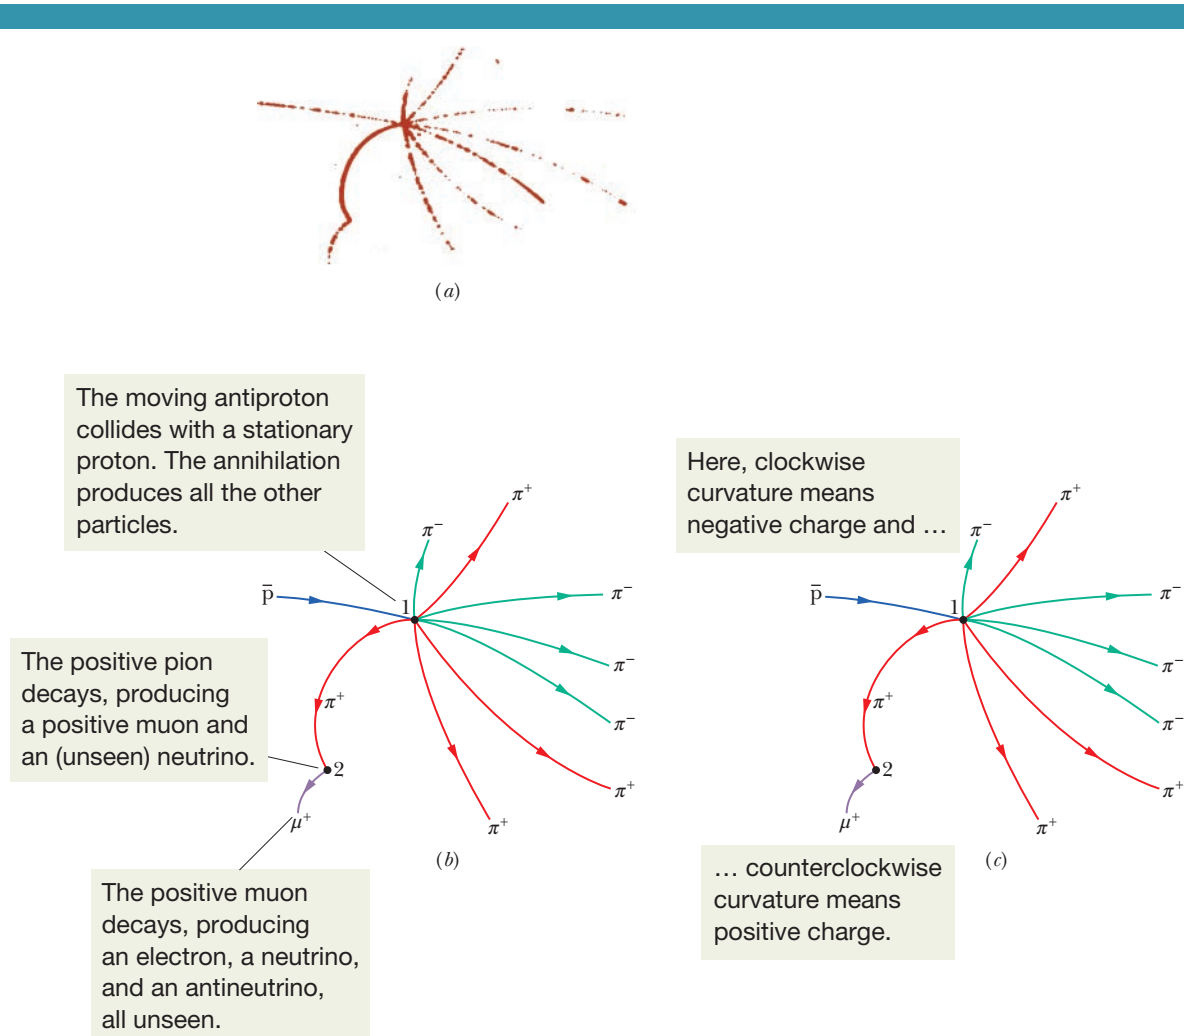 (a)
The moving antiproton
collides with a stationary
proton. The annihilation
produces all the other
particles.
π⁺
π⁻
p̄
1
π⁻
The positive pion
decays, producing
a positive muon and
an (unseen) neutrino.
π⁻
π⁺
π⁻
2
π⁺
μ⁺
π⁺
(b)
The positive muon
decays, producing
an electron, a neutrino,
and an antineutrino,
all unseen.
Here, clockwise
curvature means
negative charge and …
π⁺
π⁻
p̄
1
π⁻
π⁻
π⁺
π⁻
2
π⁺
μ⁺
π⁺
(c)
… counterclockwise
curvature means
positive charge.